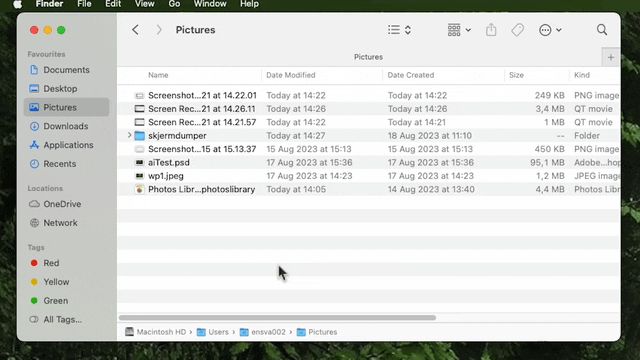 Finder File Edit View Go Window Help
Pictures
Pictures
Favourites
Documents
Desktop
Pictures
Downloads
Applications
Recents
Locations
OneDrive
Network
Tags
Red
Yellow
Green
All Tags...
Name Date Modified Date Created Size Kind
Screenshot...21 at 14.22.01 Today at 14:22 Today at 14:22 249 KB PNG image
Screen Rec...21 at 14.26.11 Today at 14:26 Today at 14:26 3,4 MB QT movie
Screen Rec...21 at 14.21.57 Today at 14:22 Today at 14:21 1 MB QT movie
skjermdumper Today at 14:27 18 Aug 2023 at 11:10 -- Folder
Screenshot...15 at 15.13.37 15 Aug 2023 at 15:13 15 Aug 2023 at 15:13 450 KB PNG image
aiTest.psd 17 Aug 2023 at 15:36 17 Aug 2023 at 15:36 95,1 MB Adobe...hop
wp1.jpeg 17 Aug 2023 at 14:23 17 Aug 2023 at 14:23 1,2 MB JPEG image
Photos Libr...photoslibrary Today at 14:05 14 Aug 2023 at 13:40 4,4 MB Photos Library
Macintosh HD > Users > ensva002 > Pictures